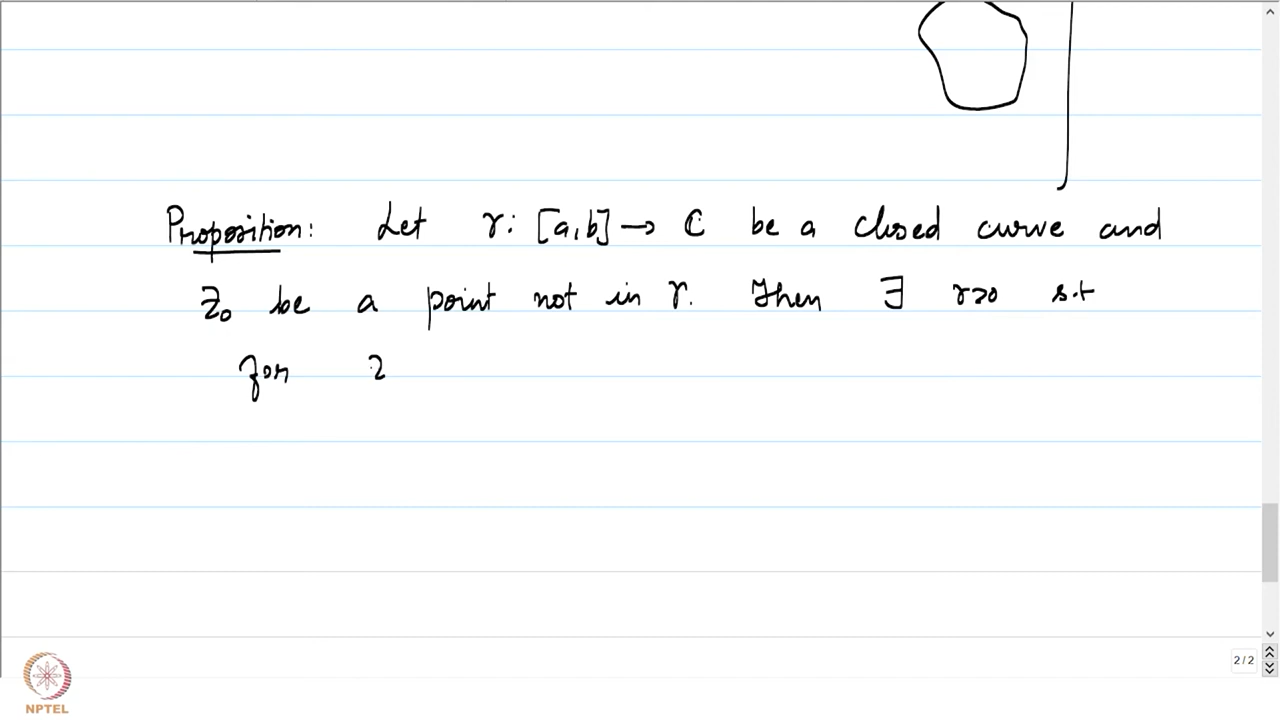 Proposition: Let γ: [a,b] → ℂ be a closed curve and
z₀ be a point not in γ. Then ∃ r>0 s.t
for z
2/2
NPTEL